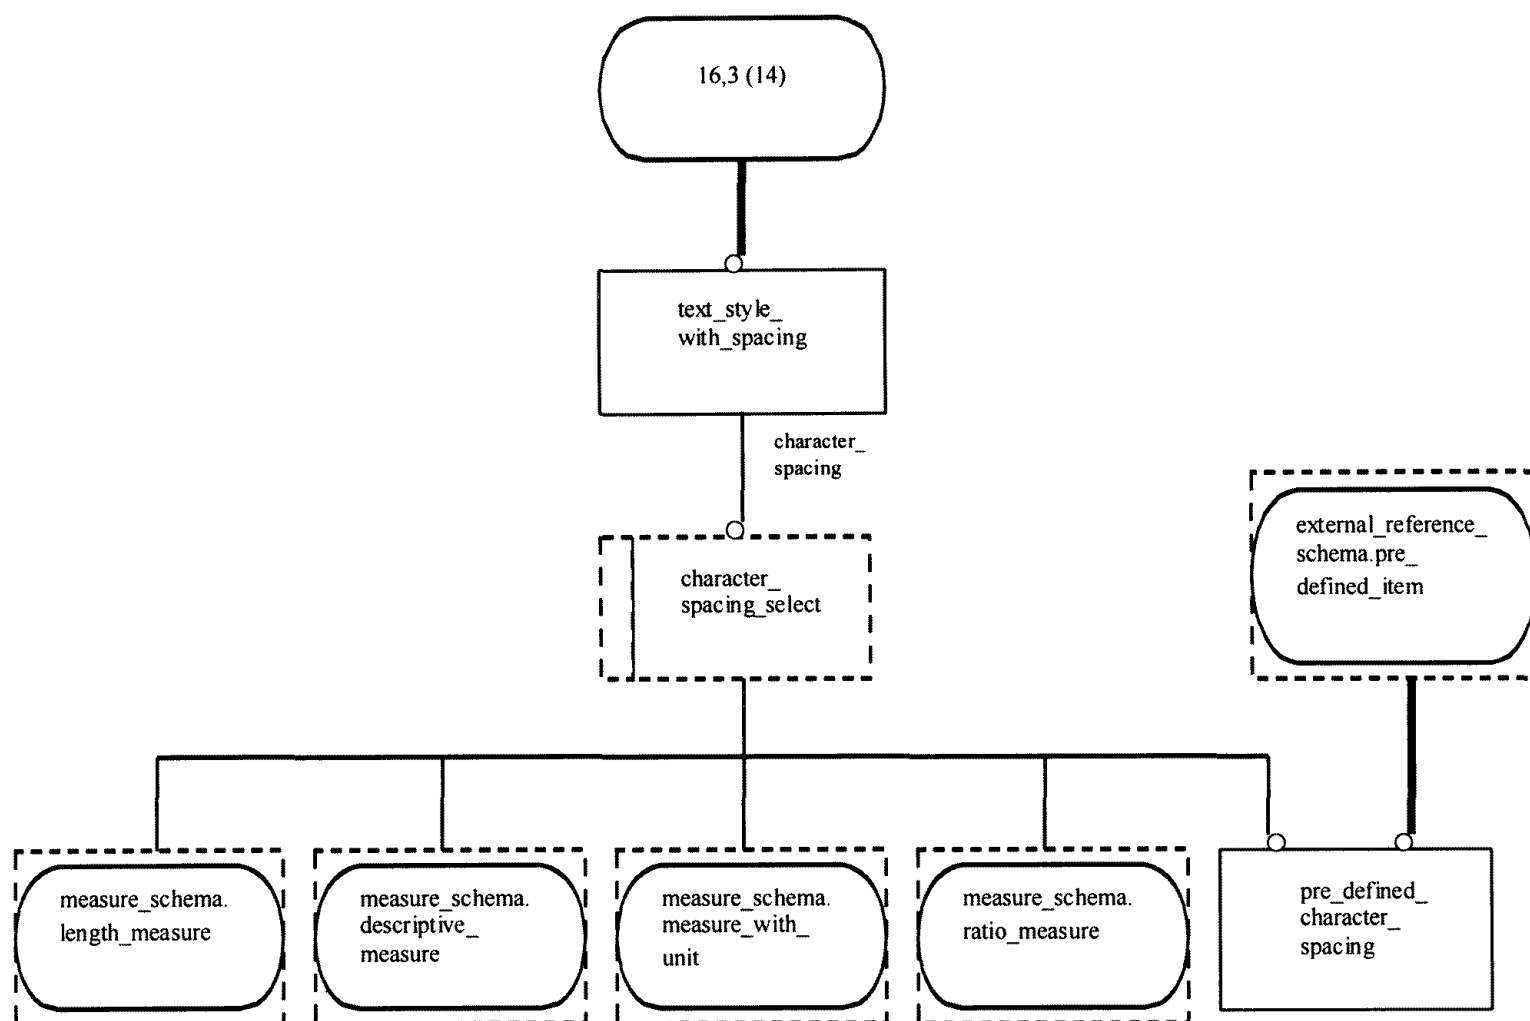 16,3 (14)
text_style_
with_spacing
character_
spacing
external_reference_
schema.pre_
defined_item
character_
spacing_select
measure_schema.
length_measure
measure_schema.
descriptive_
measure
measure_schema.
measure_with_
unit
measure_schema.
ratio_measure
pre_defined_
character_
spacing